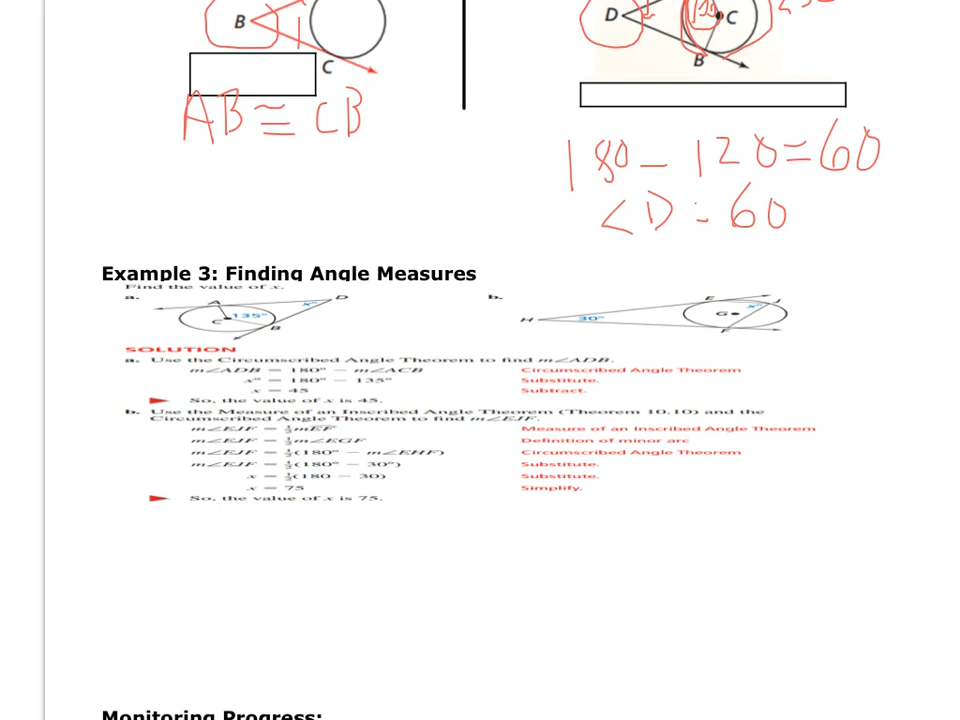 B
C
AB ≅ CB
D
C
B
180 - 120 = 60
<D = 60
Example 3: Finding Angle Measures
Find the value of x.
a.
A
D
x°
135°
C
B
b.
E
J
x°
G
H
30°
F
SOLUTION
a. Use the Circumscribed Angle Theorem to find m∠ADB.
m∠ADB = 180° − m∠ACB Circumscribed Angle Theorem
x° = 180° − 135° Substitute.
x = 45 Subtract.
So, the value of x is 45.
b. Use the Measure of an Inscribed Angle Theorem (Theorem 10.10) and the
Circumscribed Angle Theorem to find m∠EJF.
m∠EJF = ½mEF Measure of an Inscribed Angle Theorem
m∠EJF = ½m∠EGF Definition of minor arc
m∠EJF = ½(180° − m∠EHF) Circumscribed Angle Theorem
m∠EJF = ½(180° − 30°) Substitute.
x = ½(180 − 30) Substitute.
x = 75 Simplify.
So, the value of x is 75.
Monitoring Progress: